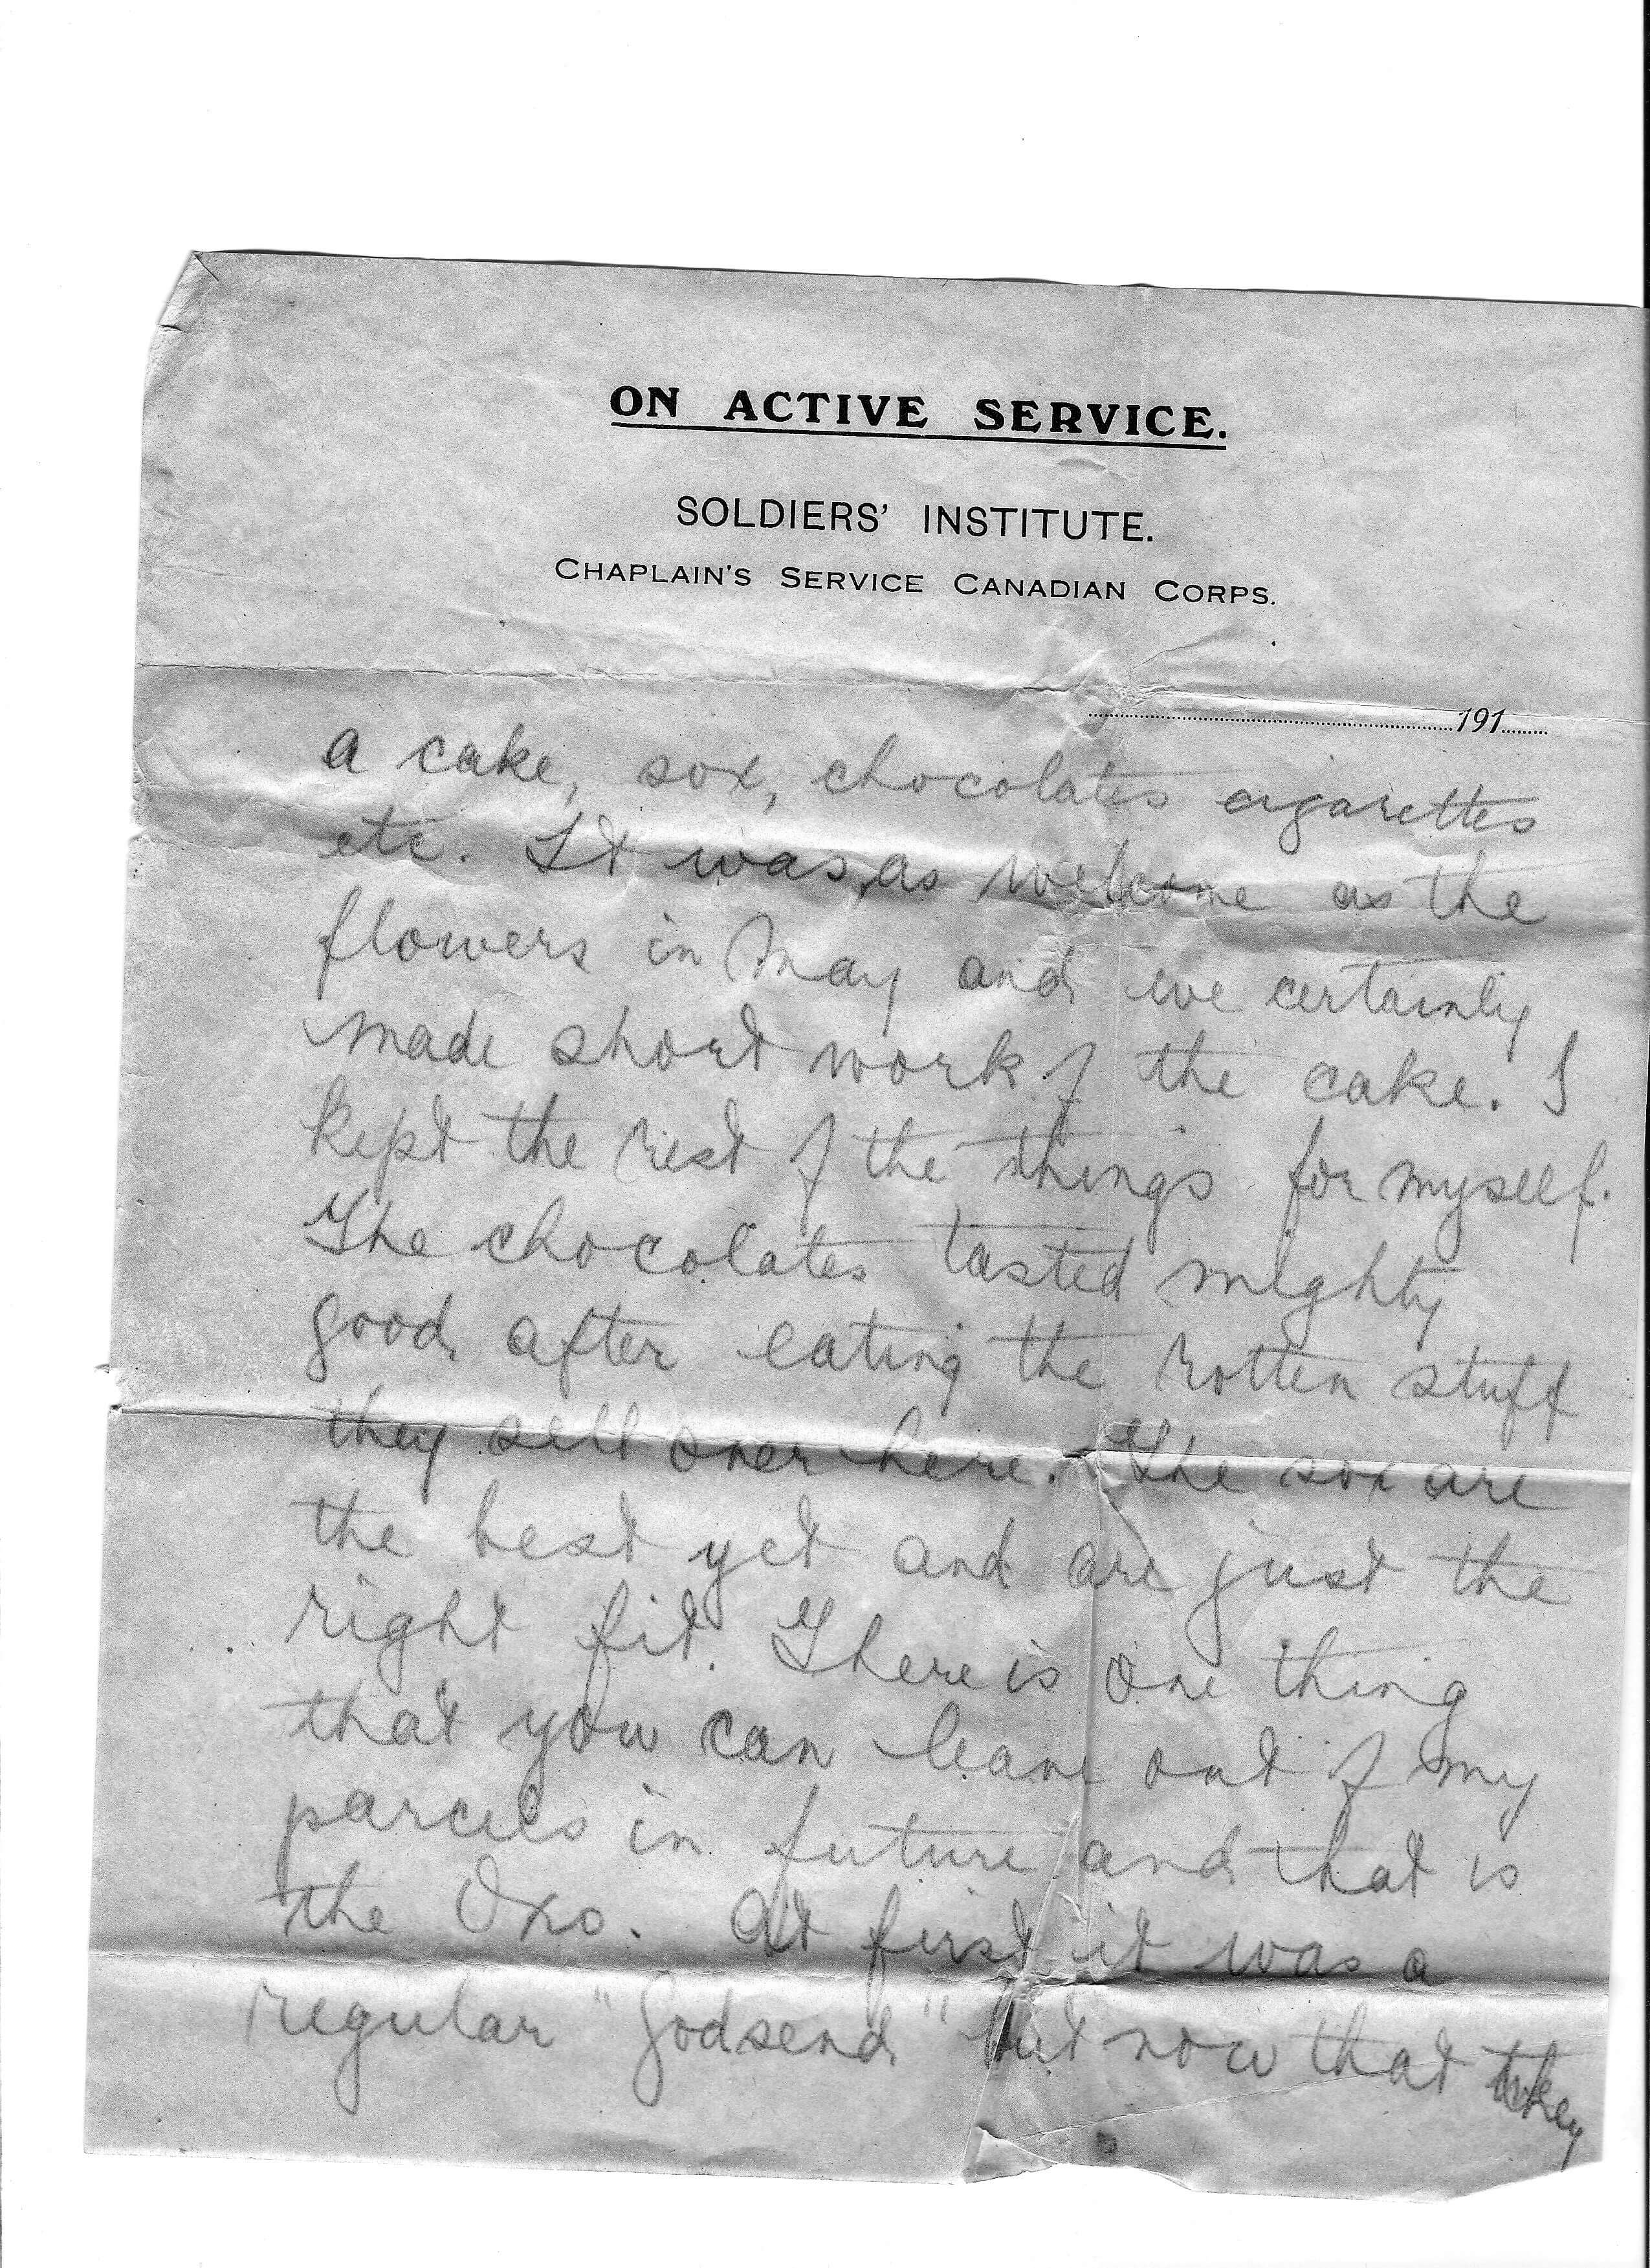 ON ACTIVE SERVICE.
SOLDIERS' INSTITUTE.
CHAPLAIN'S SERVICE CANADIAN CORPS.
191
a cake, sox, chocolates cigarettes
etc. It was as welcome as the
flowers in May and we certainly
made short work of the cake. I
kept the rest of the things for myself.
The chocolates tasted mighty
good after eating the rotten stuff
they sell over here. The sox are
the best yet and are just the
right fit. There is one thing
that you can leave out of my
parcels in future and that is
the Oxo. At first it was a
regular "Godsend" but now that they